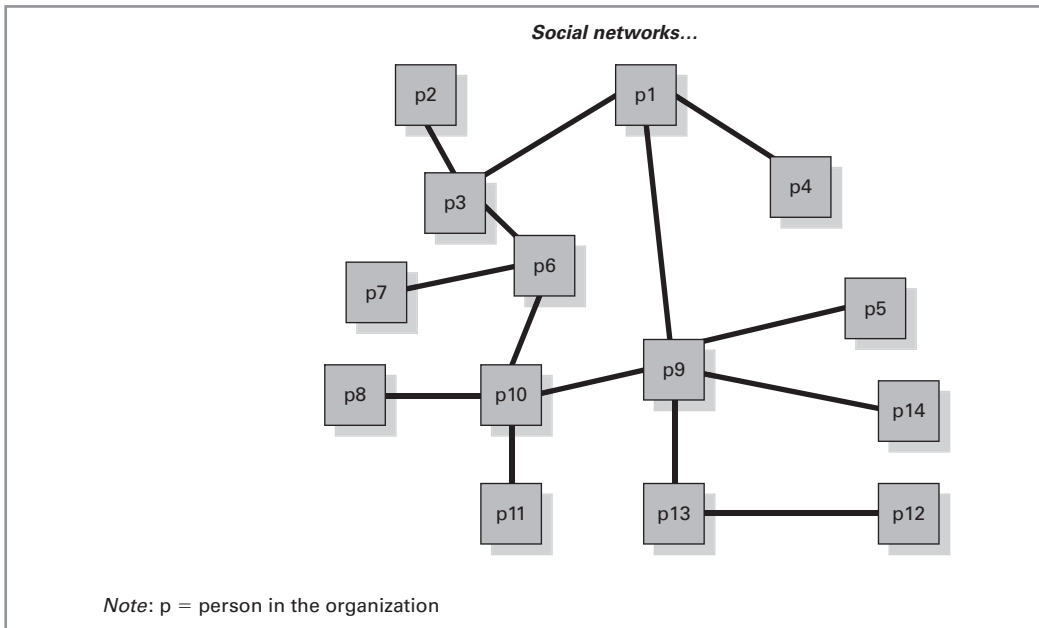 Social networks…
p2
p1
p4
p3
p6
p7
p5
p9
p8
p10
p14
p11
p13
p12
Note: p = person in the organization